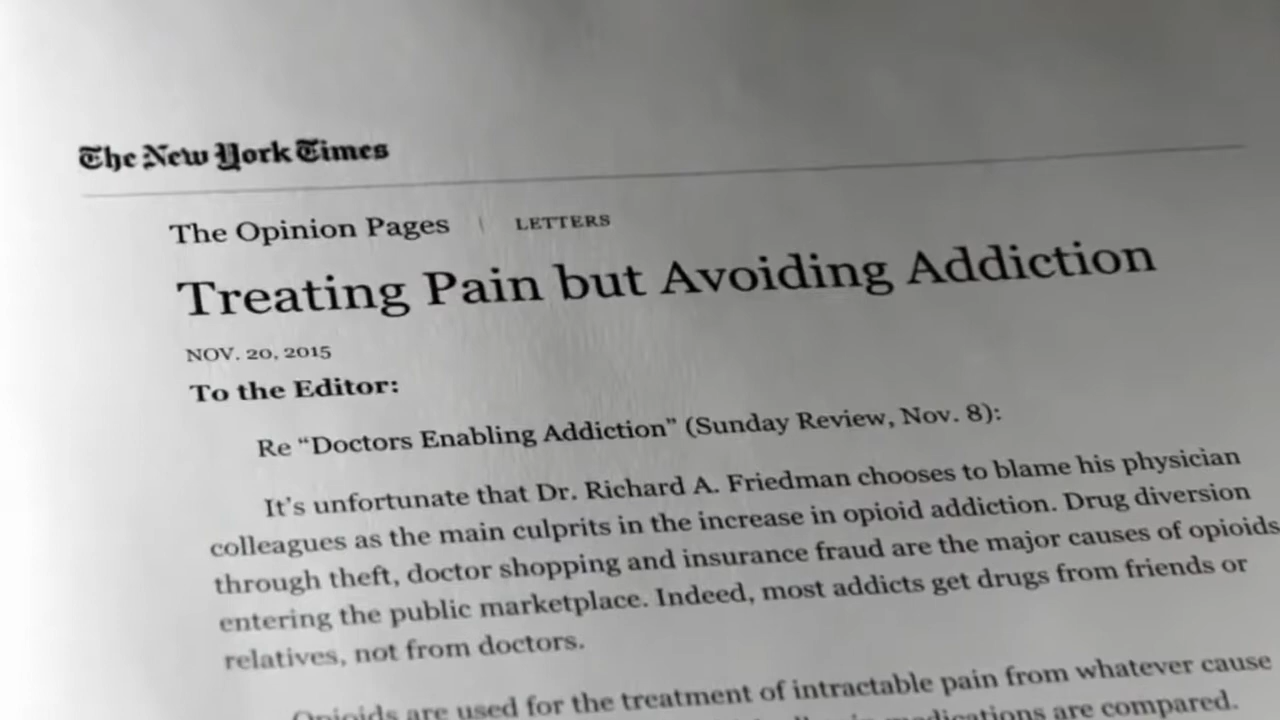 The New York Times
The Opinion Pages | LETTERS
Treating Pain but Avoiding Addiction
NOV. 20, 2015
To the Editor:
Re “Doctors Enabling Addiction” (Sunday Review, Nov. 8):
It’s unfortunate that Dr. Richard A. Friedman chooses to blame his physician
colleagues as the main culprits in the increase in opioid addiction. Drug diversion
through theft, doctor shopping and insurance fraud are the major causes of opioids
entering the public marketplace. Indeed, most addicts get drugs from friends or
relatives, not from doctors.
Opioids are used for the treatment of intractable pain from whatever cause
medications are compared.